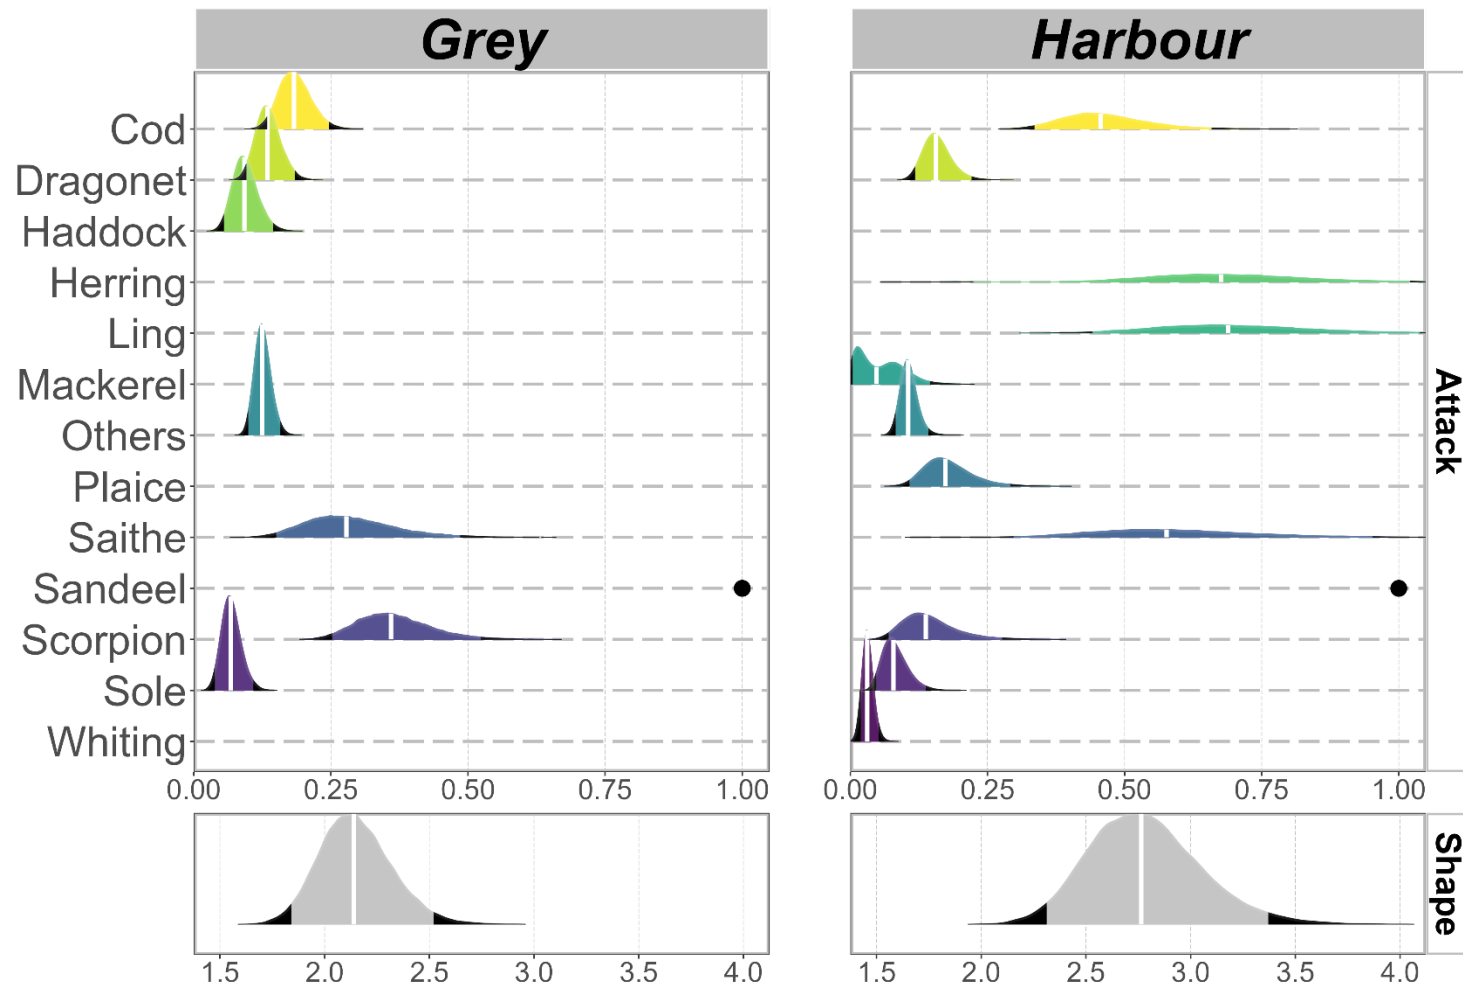 Grey
Harbour
Cod
Dragonet
Haddock
Herring
Ling
Mackerel
Others
Plaice
Saithe
Sandeel
Scorpion
Sole
Whiting
Attack
0.00 0.25 0.50 0.75 1.00
0.00 0.25 0.50 0.75 1.00
Shape
1.5 2.0 2.5 3.0 3.5 4.0
1.5 2.0 2.5 3.0 3.5 4.0